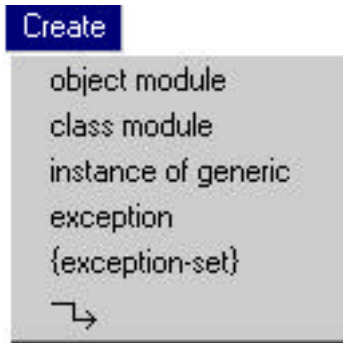 Create
object module
class module
instance of generic
exception
{exception-set}